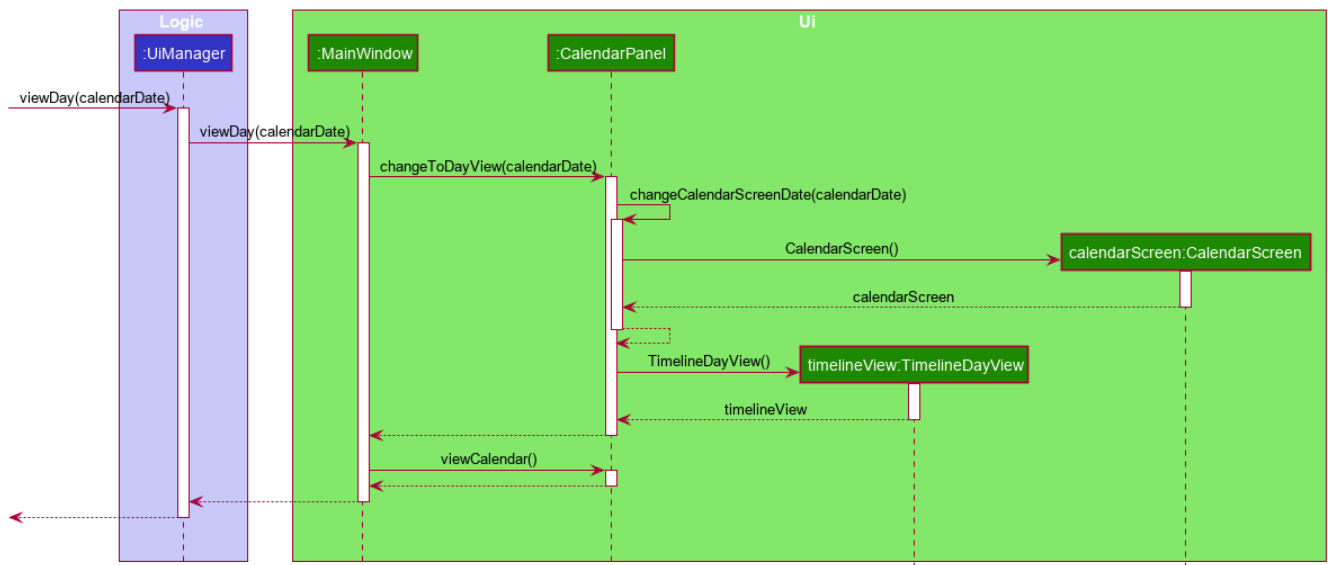 Logic
Ui
:UiManager
:MainWindow
:CalendarPanel
viewDay(calendarDate)
viewDay(calendarDate)
changeToDayView(calendarDate)
changeCalendarScreenDate(calendarDate)
CalendarScreen()
calendarScreen:CalendarScreen
calendarScreen
TimelineDayView()
timelineView:TimelineDayView
timelineView
viewCalendar()